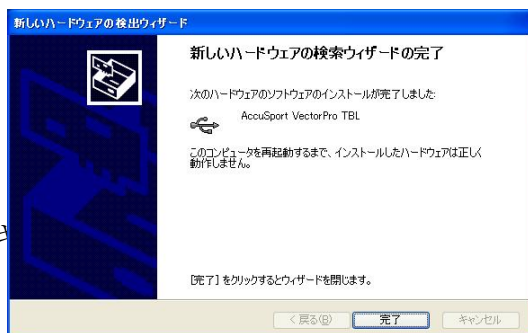 新しいハードウェアの検出ウィザード
新しいハードウェアの検索ウィザードの完了
次のハードウェアのソフトウェアのインストールが完了しました:
AccuSport VectorPro TBL
このコンピュータを再起動するまで、インストールしたハードウェアは正しく
動作しません。
[完了] をクリックするとウィザードを閉じます。
< 戻る(B)
完了
キャンセル